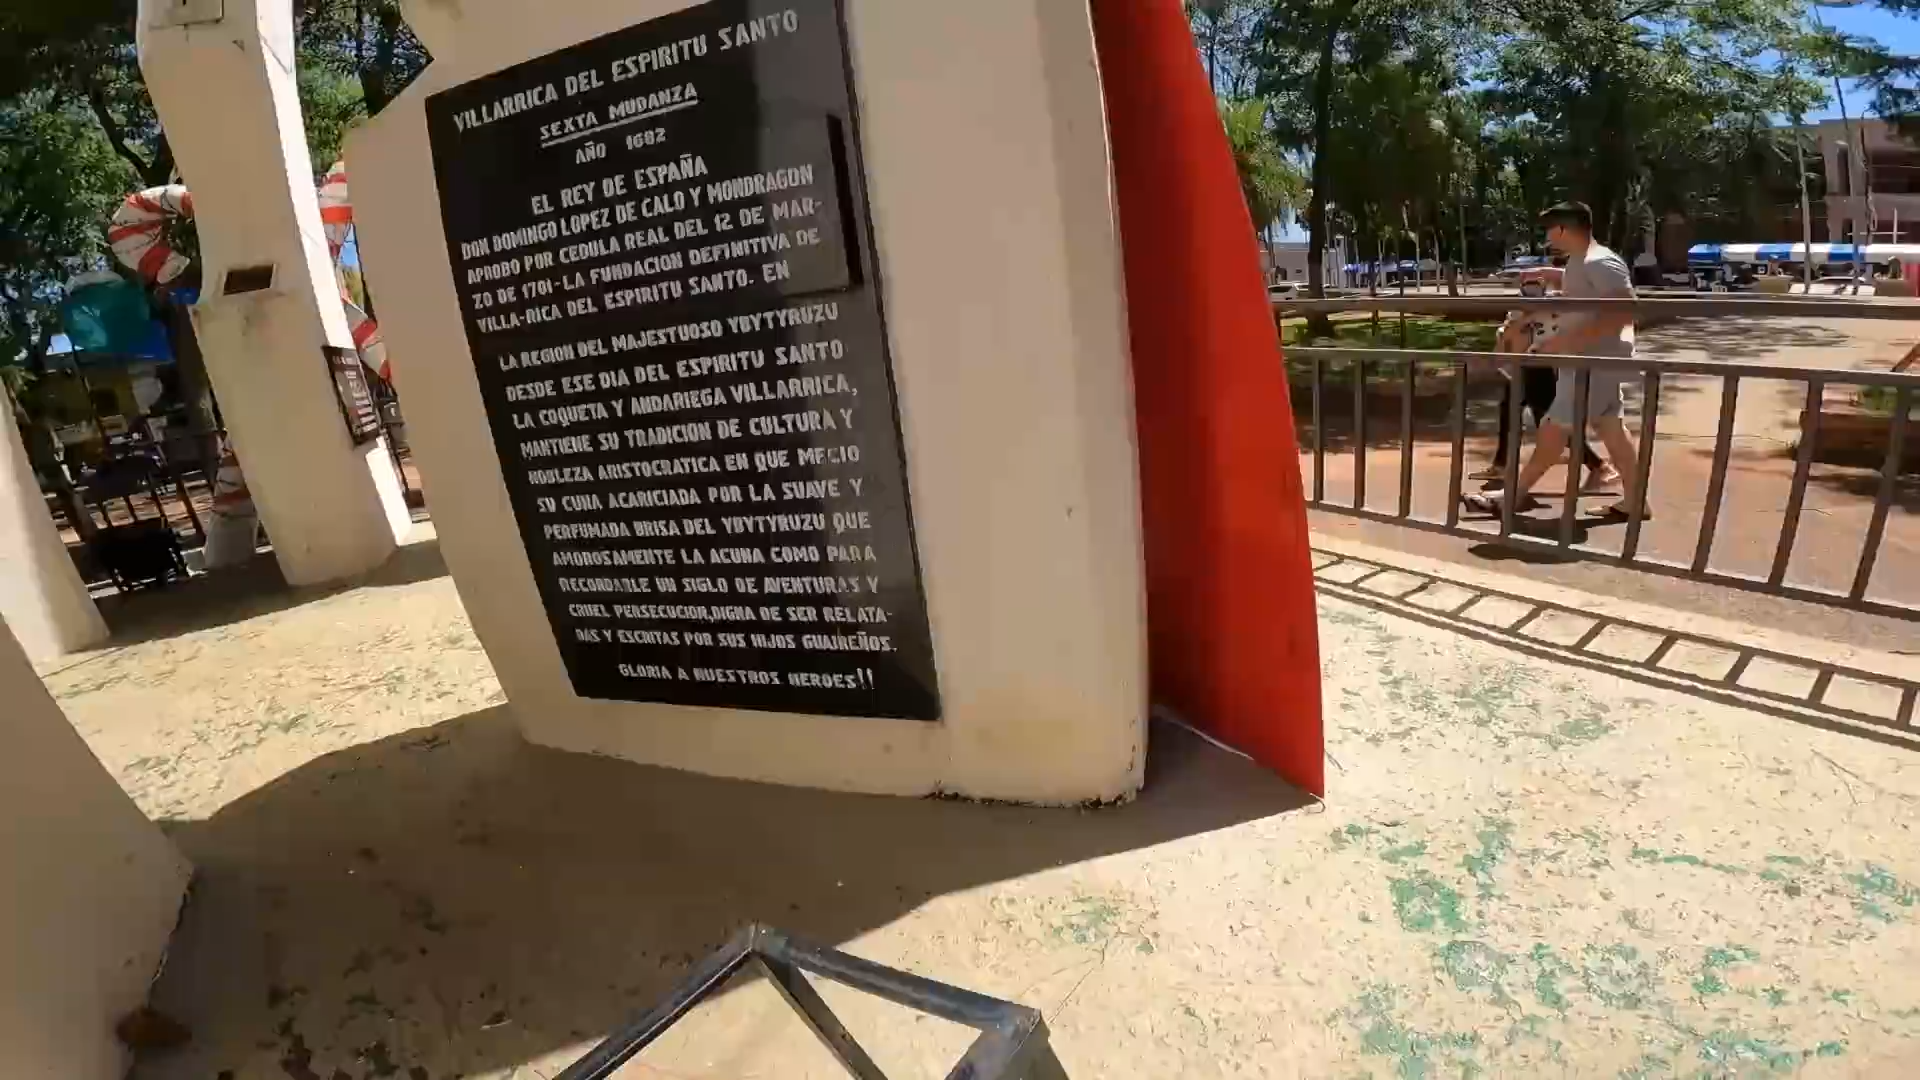 VILLARRICA DEL ESPIRITU SANTO
SEXTA MUDANZA
AÑO 1682
EL REY DE ESPAÑA
DON DOMINGO LOPEZ DE CALO Y MONDRAGON
APROBO POR CEDULA REAL DEL 12 DE MAR-
ZO DE 1701-LA FUNDACION DEFINITIVA DE
VILLA-RICA DEL ESPIRITU SANTO. EN
LA REGION DEL MAJESTUOSO YBYTYRUZU
DESDE ESE DIA DEL ESPIRITU SANTO
LA COQUETA Y ANDARIEGA VILLARRICA,
MANTIENE SU TRADICION DE CULTURA Y
NOBLEZA ARISTOCRATICA EN QUE MECIO
SU CUNA ACARICIADA POR LA SUAVE Y
PERFUMADA BRISA DEL YBYTYRUZU QUE
AMOROSAMENTE LA ACUNA COMO PARA
RECORDARLE UN SIGLO DE AVENTURAS Y
CRUEL PERSECUCION,DIGNA DE SER RELATA-
DAS Y ESCRITAS POR SUS HIJOS GUAIREÑOS.
GLORIA A NUESTROS HEROES!!